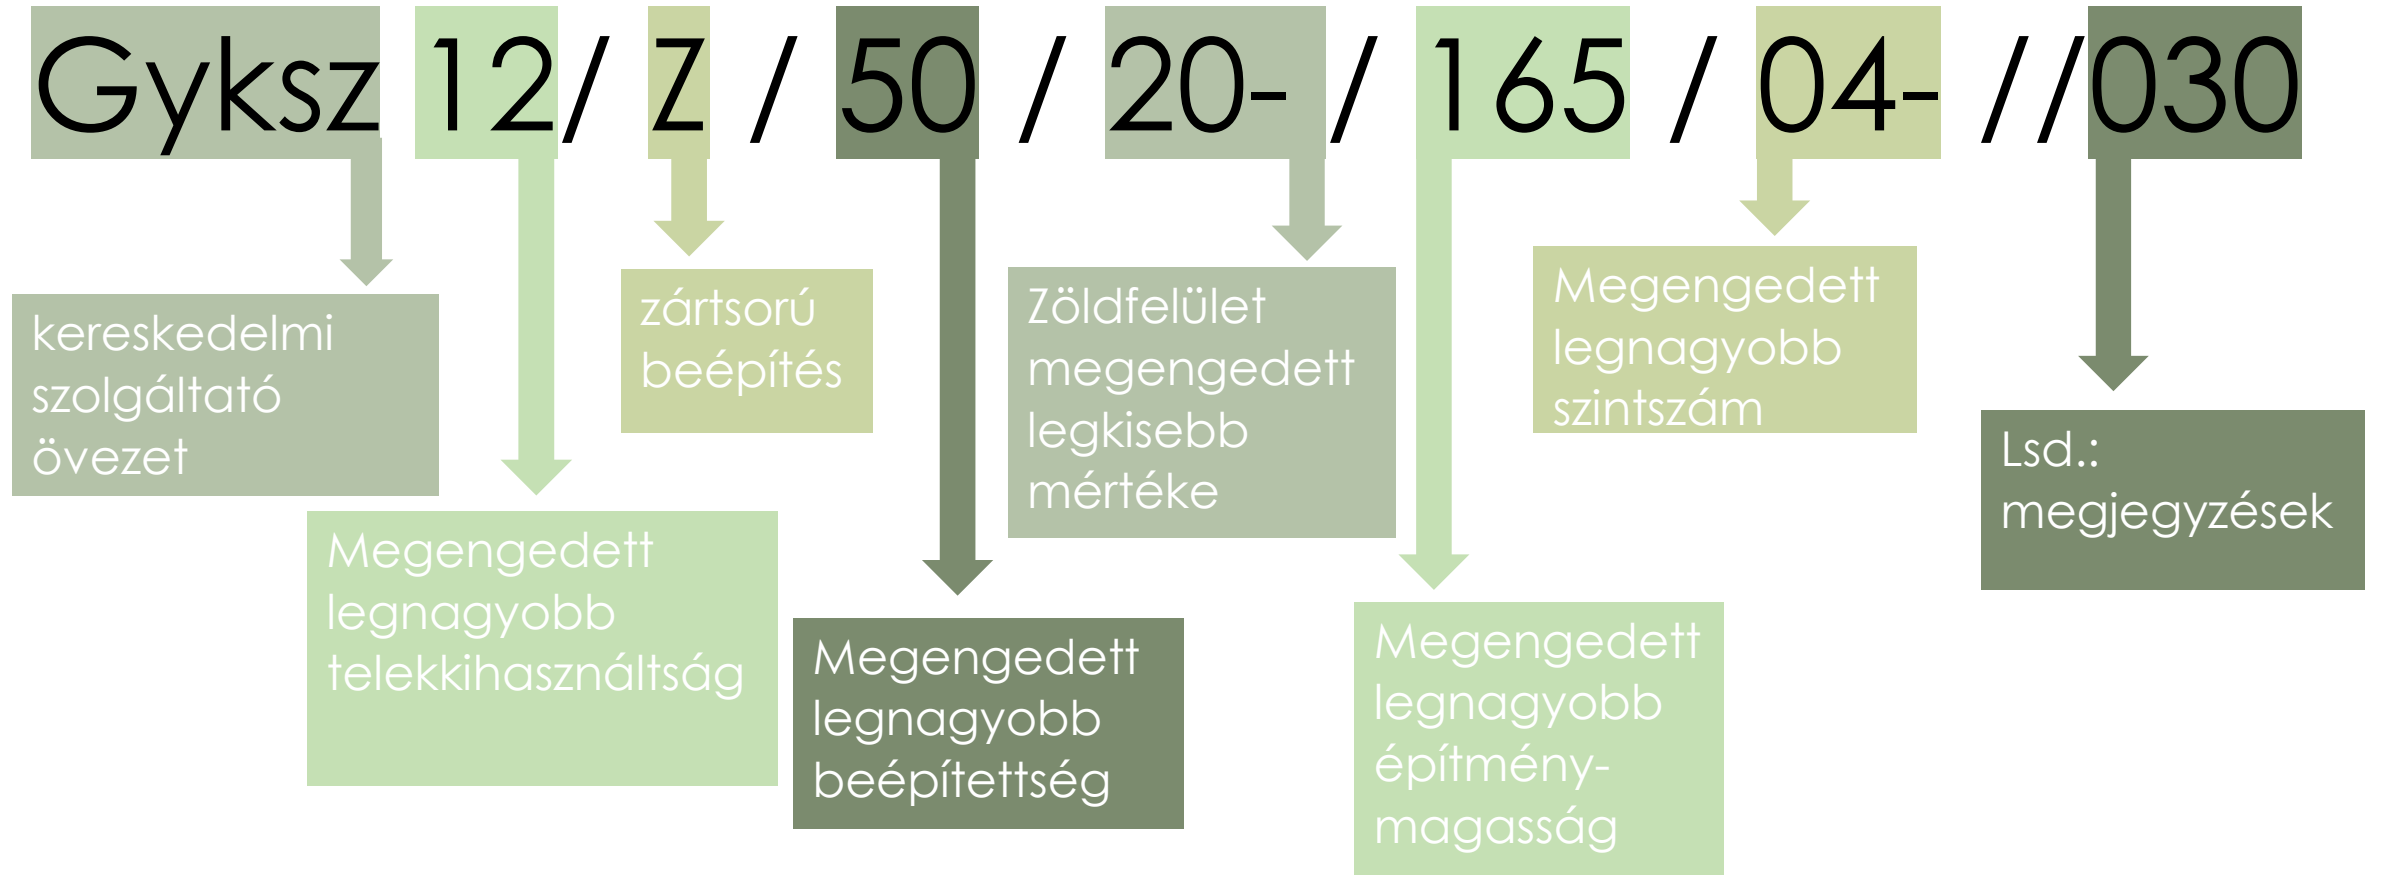 Gyksz 12/ Z / 50 / 20- / 165 / 04- //030
kereskedelmi
szolgáltató
övezet
Megengedett
legnagyobb
telekkihasználtság
zártsorú
beépítés
Megengedett
legnagyobb
beépítettség
Zöldfelület
megengedett
legkisebb
mértéke
Megengedett
legnagyobb
építmény-
magasság
Megengedett
legnagyobb
szintszám
Lsd.:
megjegyzések